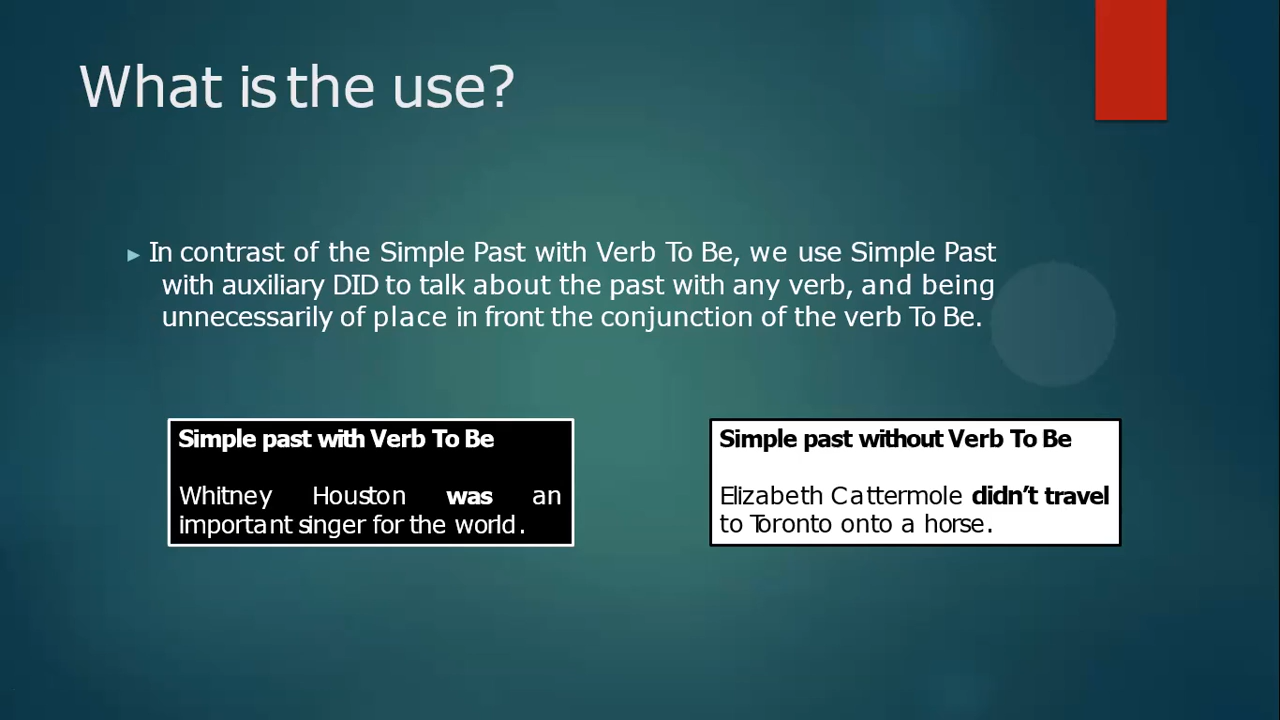 What is the use?
In contrast of the Simple Past with Verb To Be, we use Simple Past
with auxiliary DID to talk about the past with any verb, and being
unnecessarily of place in front the conjunction of the verb To Be.
Simple past with Verb To Be
Whitney Houston was an
important singer for the world.
Simple past without Verb To Be
Elizabeth Cattermole didn't travel
to Toronto onto a horse.